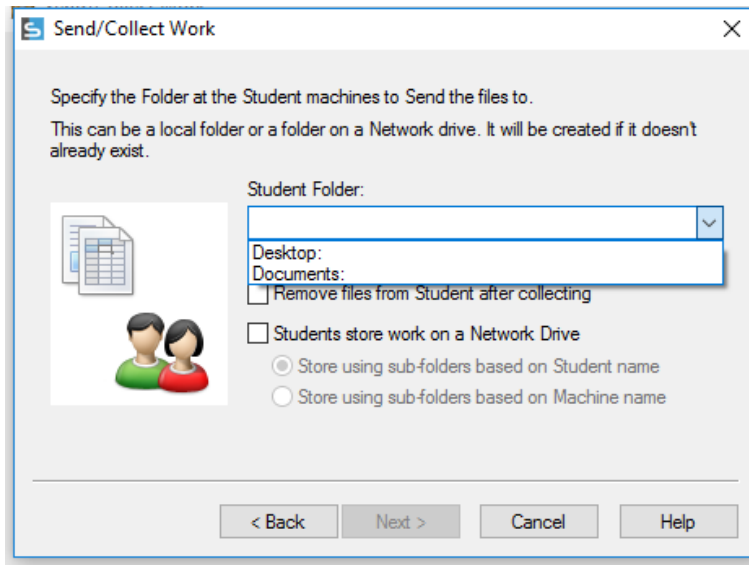 Send/Collect Work
Specify the Folder at the Student machines to Send the files to.
This can be a local folder or a folder on a Network drive. It will be created if it doesn't
already exist.
Student Folder:
Desktop:
Documents:
Remove files from Student after collecting
Students store work on a Network Drive
Store using sub-folders based on Student name
Store using sub-folders based on Machine name
< Back
Next >
Cancel
Help